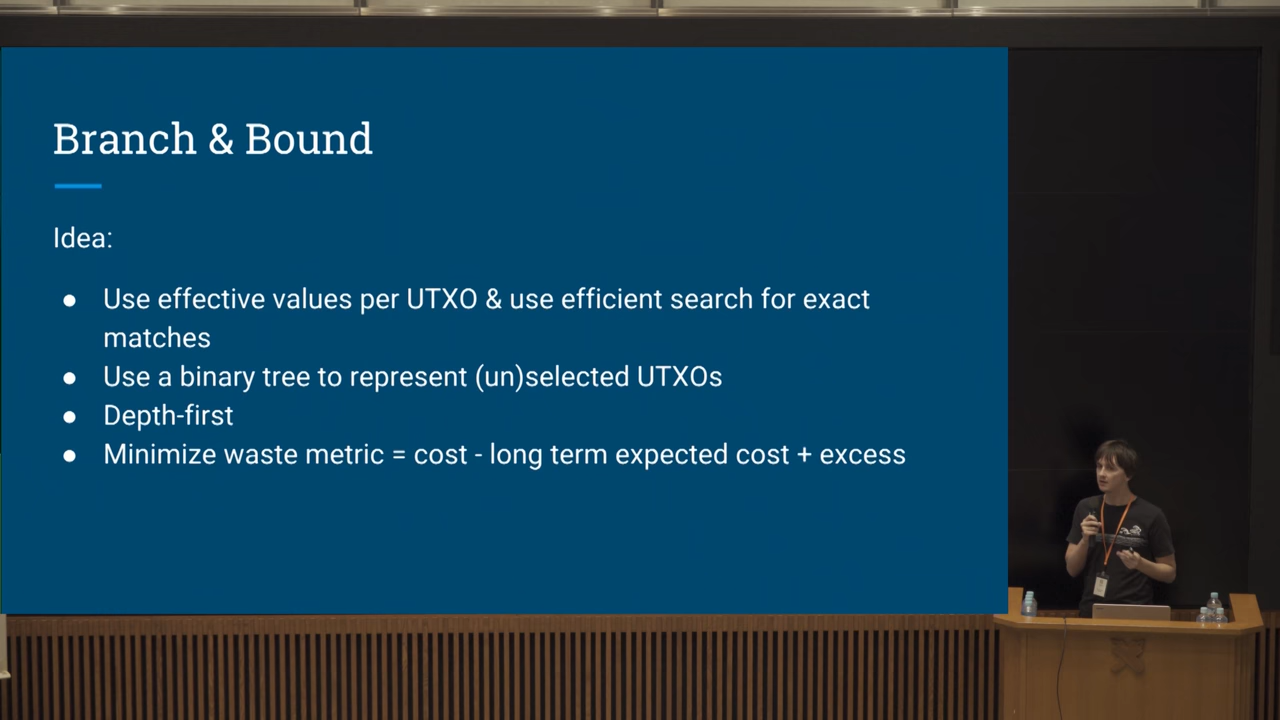 Branch & Bound
Idea:
● Use effective values per UTXO & use efficient search for exact
matches
● Use a binary tree to represent (un)selected UTXOs
● Depth-first
● Minimize waste metric = cost - long term expected cost + excess